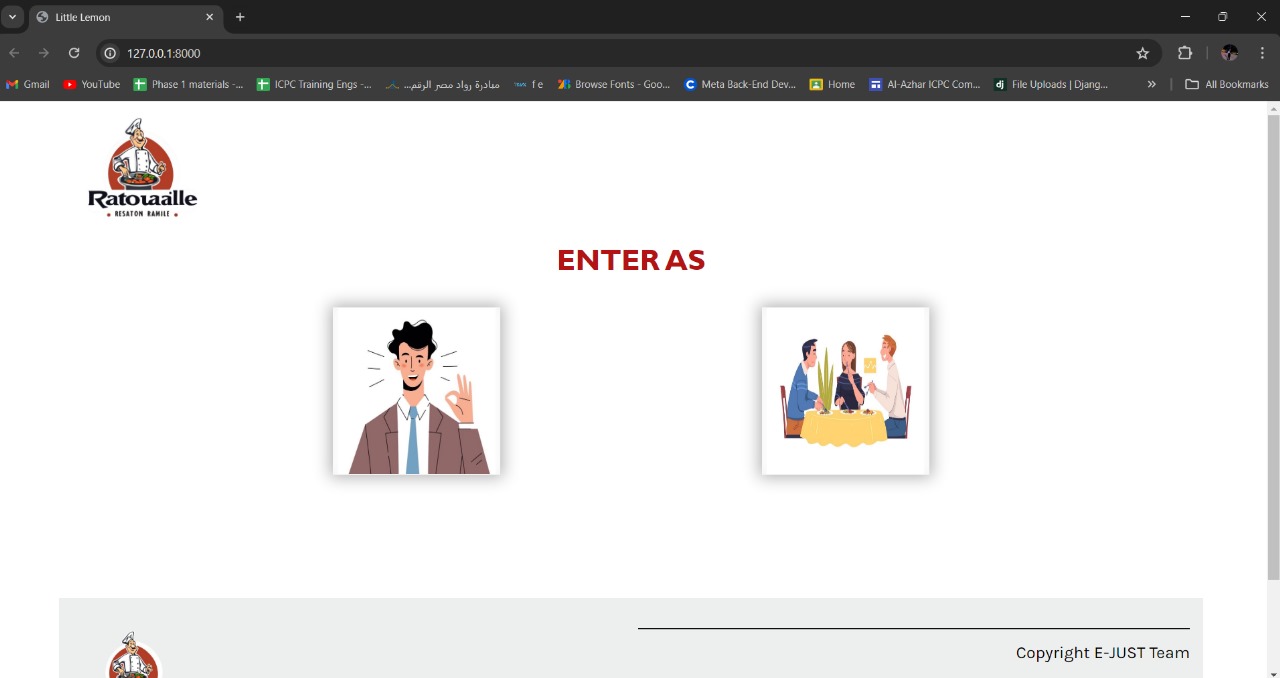 Little Lemon
127.0.0.1:8000
Gmail
YouTube
Phase 1 materials -...
ICPC Training Engs -...
مبادرة رواد مصر الرقم...
f e
Browse Fonts - Goo...
Meta Back-End Dev...
Home
Al-Azhar ICPC Com...
File Uploads | Djang...
All Bookmarks
Ratouaille
RESATON RAMILE
ENTER AS
Copyright E-JUST Team